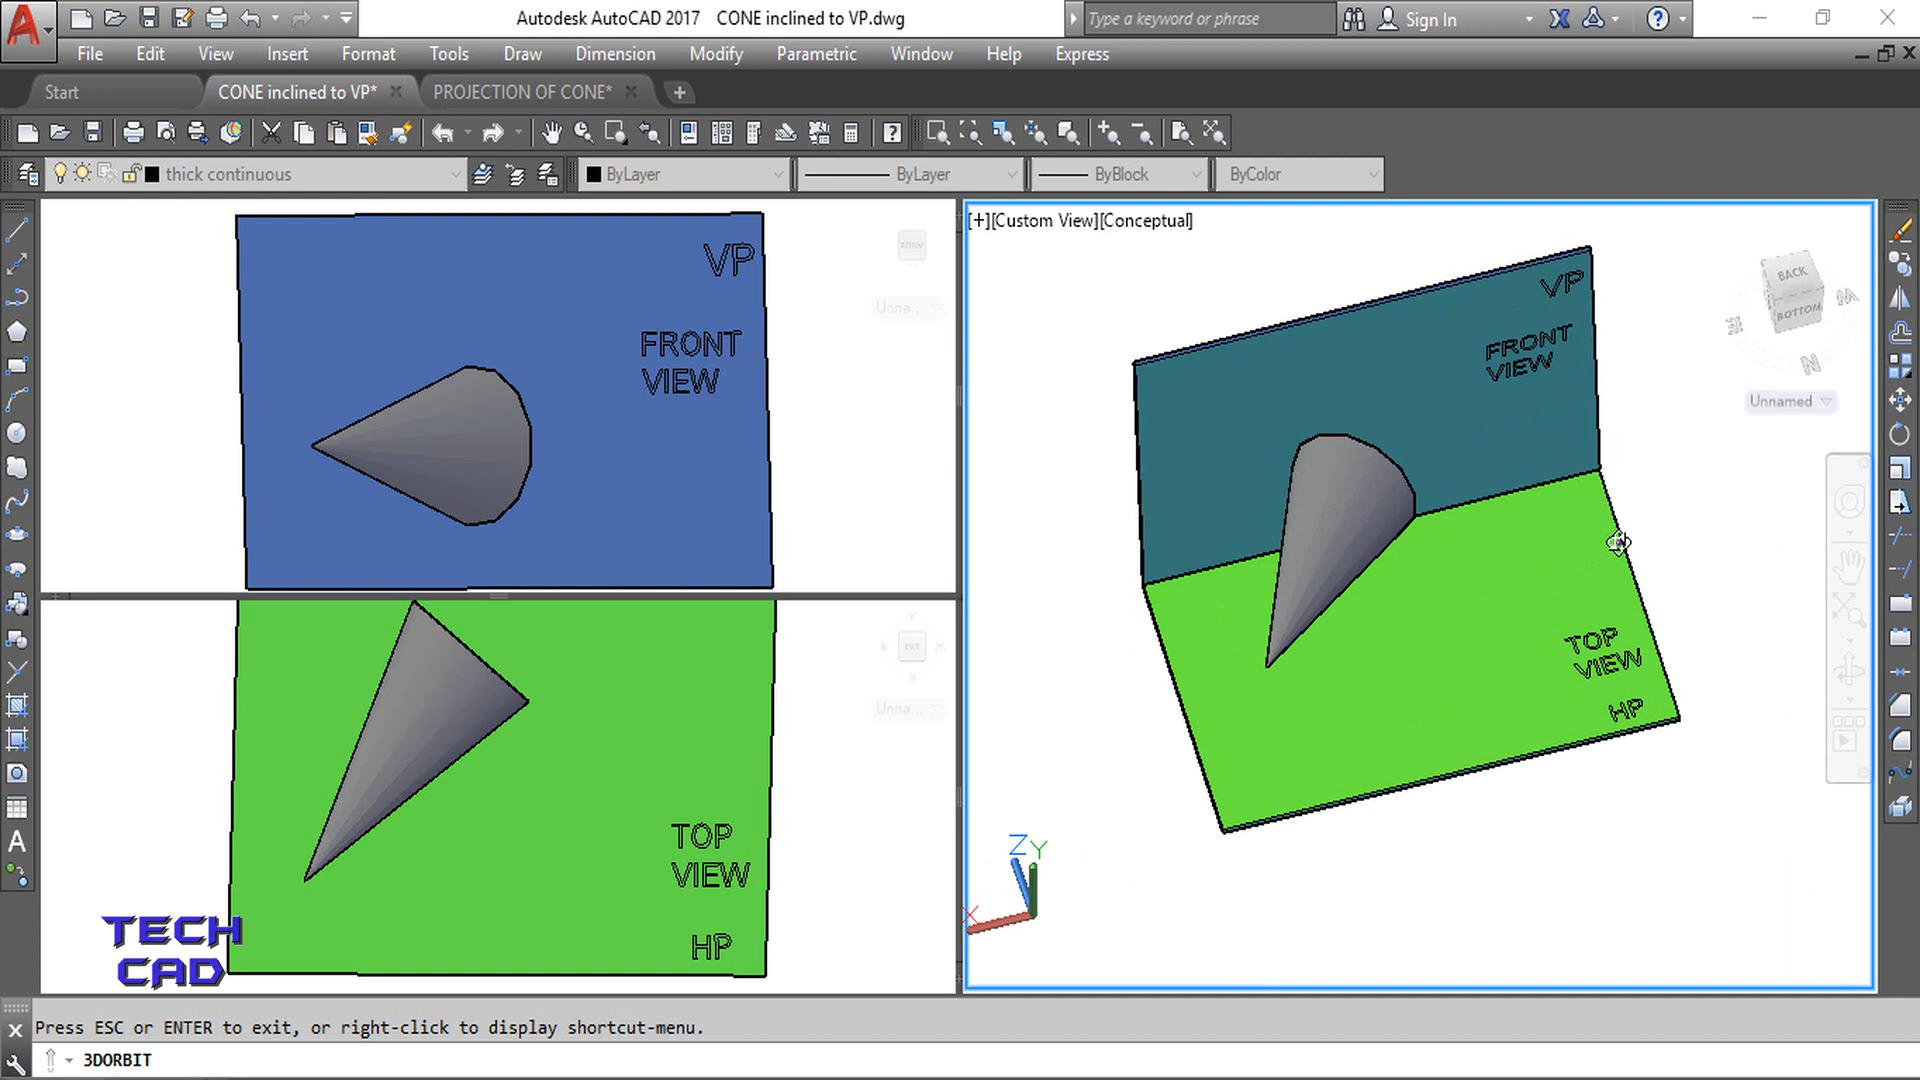 Autodesk AutoCAD 2017 CONE inclined to VP.dwg
Type a keyword or phrase
Sign In
File Edit View Insert Format Tools Draw Dimension Modify Parametric Window Help Express
Start
CONE inclined to VP*
PROJECTION OF CONE*
thick continuous
ByLayer
ByLayer
ByBlock
ByColor
VP
FRONT
VIEW
Unna...
[+][Custom View][Conceptual]
VP
FRONT
VIEW
BACK
BOTTOM
W
E
N
Unnamed
TOP
VIEW
HP
Z Y
X
TOP
VIEW
HP
Unna...
TECH
CAD
A
Press ESC or ENTER to exit, or right-click to display shortcut-menu.
3DORBIT